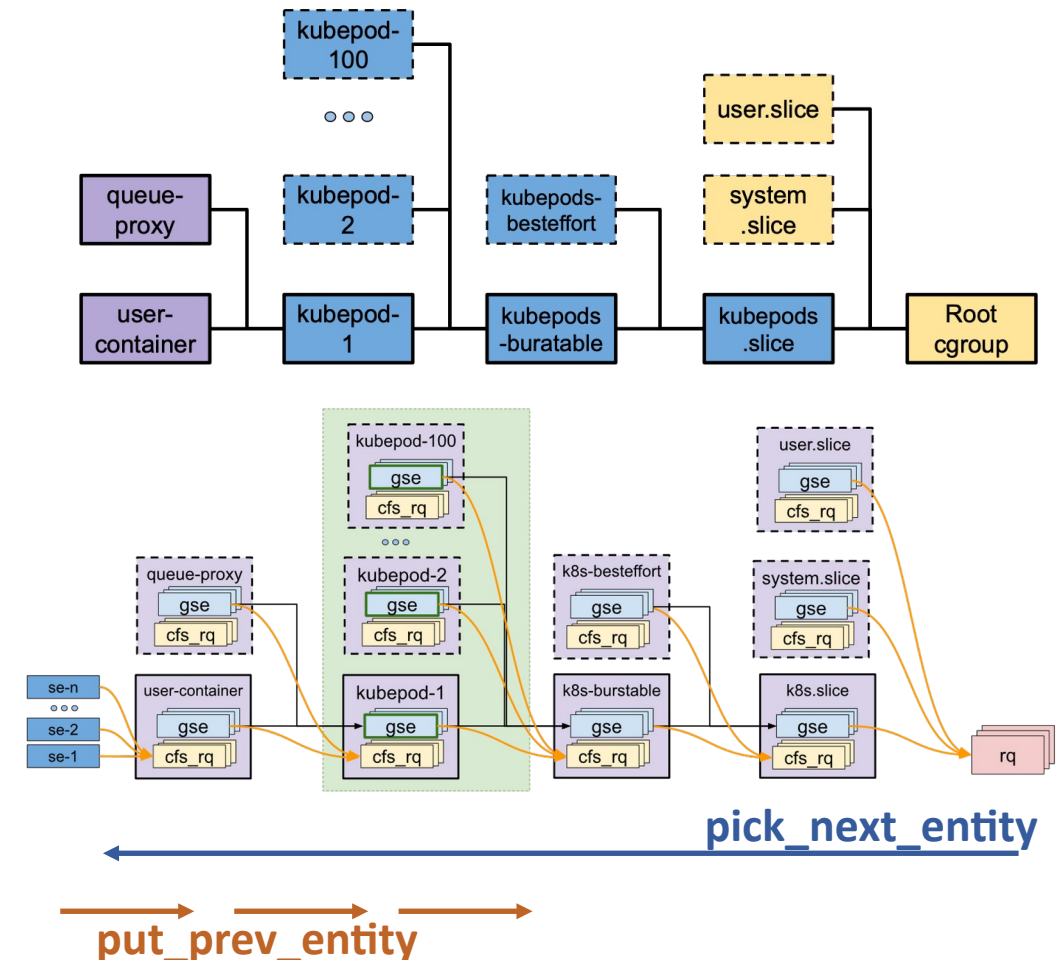 kubepod-
100
user.slice
queue-
proxy
kubepod-
2
kubepods-
besteffort
system
.slice
user-
container
kubepod-
1
kubepods
-buratable
kubepods
.slice
Root
cgroup
kubepod-100
gse
cfs_rq
user.slice
gse
cfs_rq
queue-proxy
gse
cfs_rq
kubepod-2
gse
cfs_rq
k8s-besteffort
gse
cfs_rq
system.slice
gse
cfs_rq
se-n
se-2
se-1
user-container
gse
cfs_rq
kubepod-1
gse
cfs_rq
k8s-burstable
gse
cfs_rq
k8s.slice
gse
cfs_rq
rq
pick_next_entity
put_prev_entity